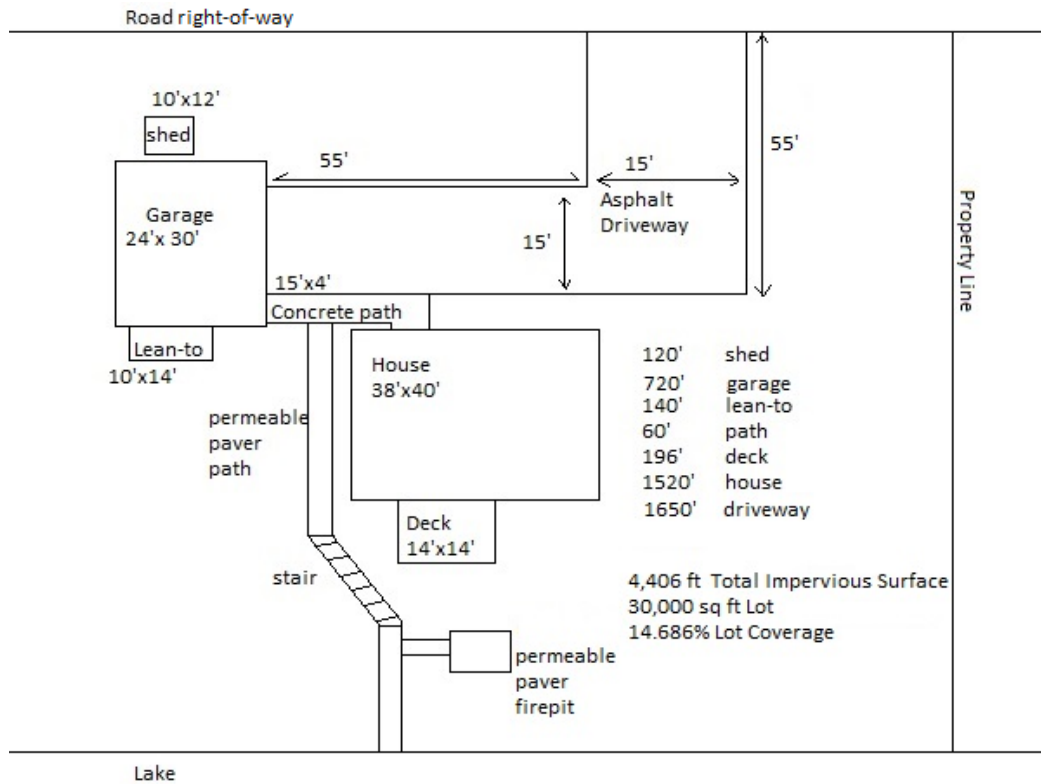 Road right-of-way
10'x12'
shed
55'
15'
55'
Asphalt
Driveway
Garage
24'x 30'
15'
Property Line
15'x4'
Concrete path
Lean-to
10'x14'
House
38'x40'
120' shed
720' garage
140' lean-to
60' path
196' deck
1520' house
1650' driveway
permeable
paver
path
Deck
14'x14'
stair
4,406 ft Total Impervious Surface
30,000 sq ft Lot
14.686% Lot Coverage
permeable
paver
firepit
Lake